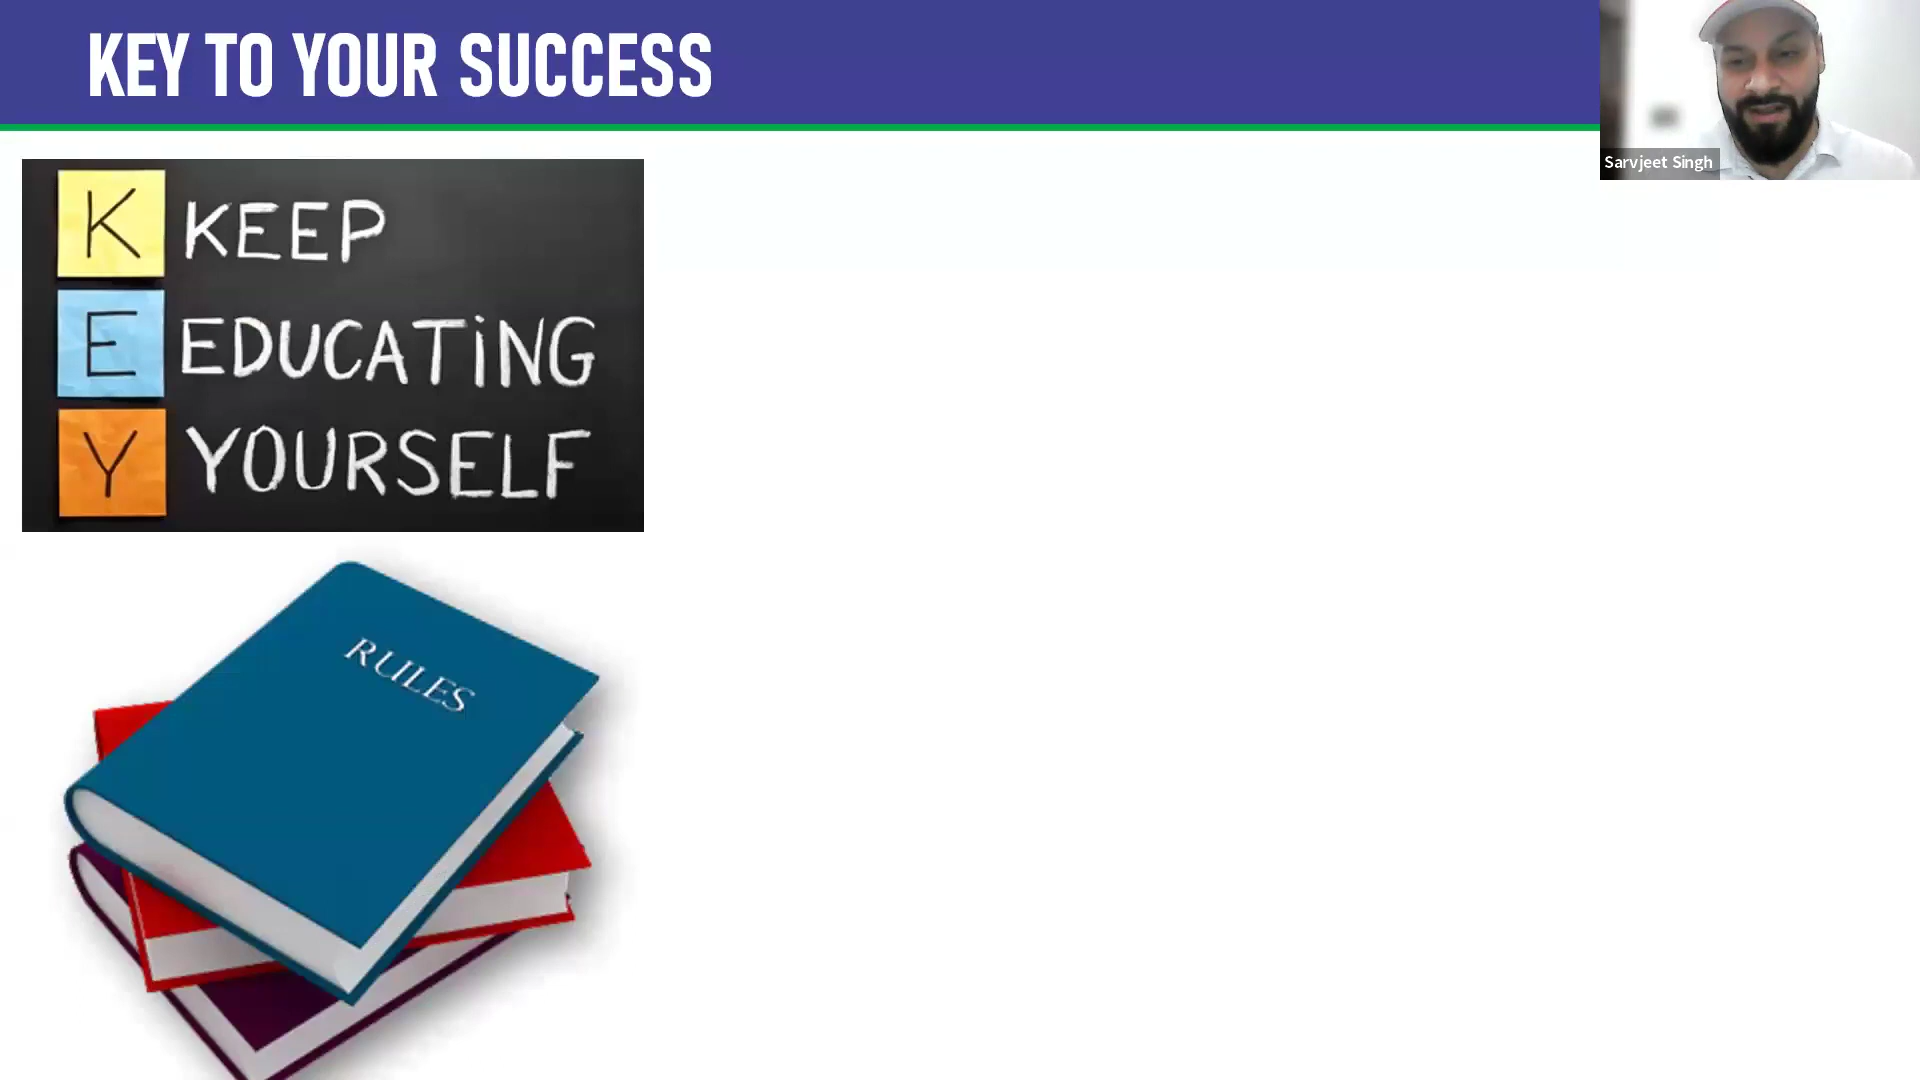 KEY TO YOUR SUCCESS
Sarvjeet Singh
K KEEP
E EDUCATING
Y YOURSELF
RULES